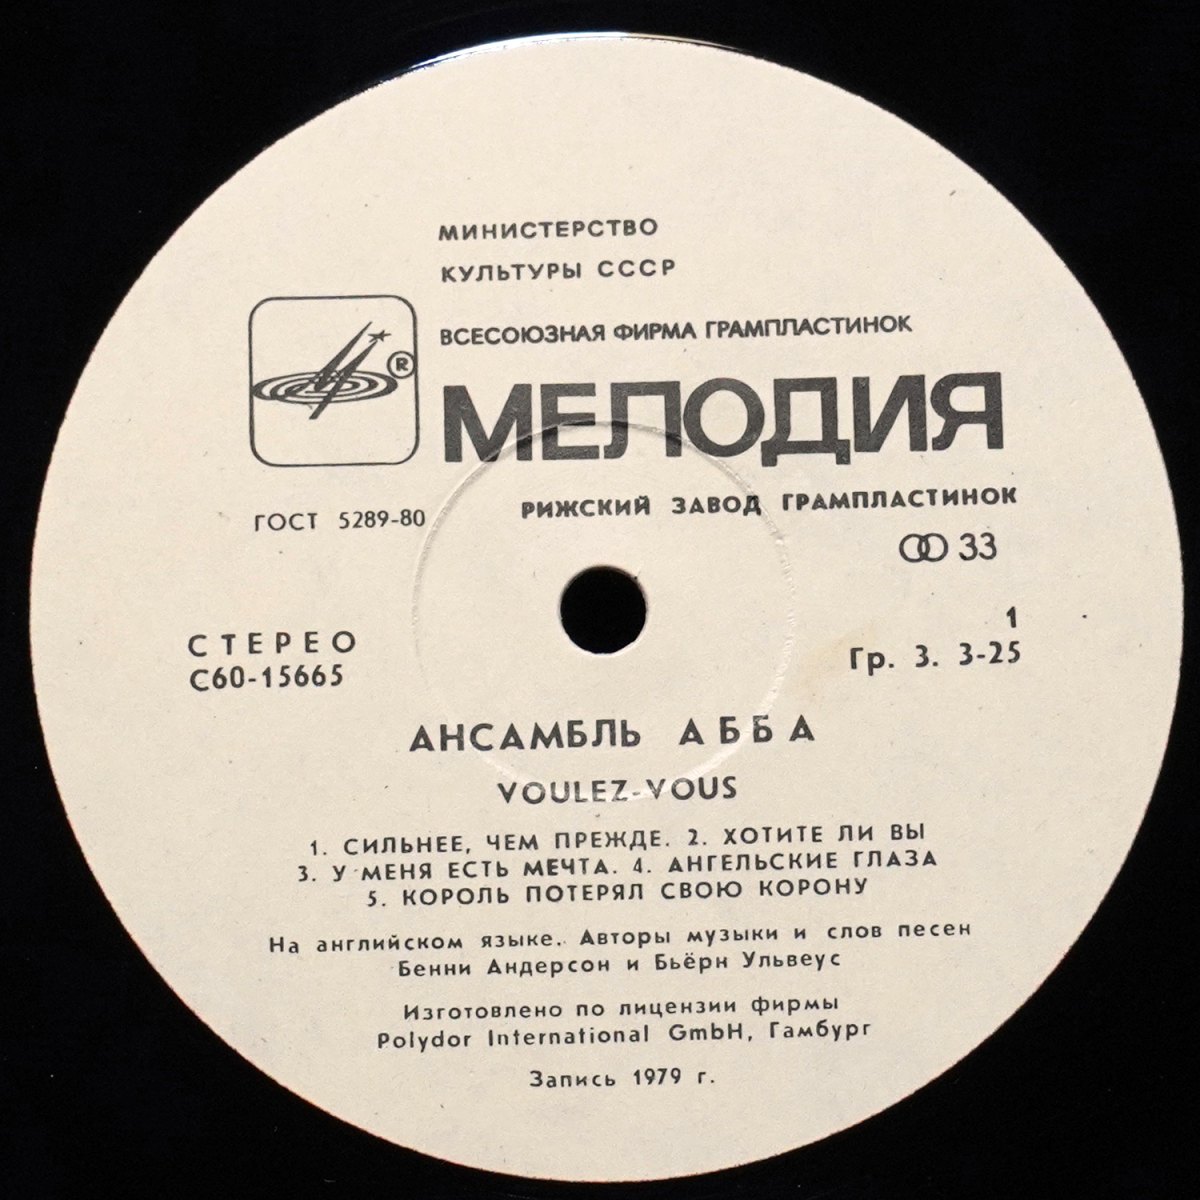 МИНИСТЕРСТВО
КУЛЬТУРЫ СССР
ВСЕСОЮЗНАЯ ФИРМА ГРАМПЛАСТИНОК
®
МЕЛОДИЯ
ГОСТ 5289-80
РИЖСКИЙ ЗАВОД ГРАМПЛАСТИНОК
33
СТЕРЕО
С60-15665
1
Гр. 3. 3-25
АНСАМБЛЬ АББА
VOULEZ-VOUS
1. СИЛЬНЕЕ, ЧЕМ ПРЕЖДЕ. 2. ХОТИТЕ ЛИ ВЫ
3. У МЕНЯ ЕСТЬ МЕЧТА. 4. АНГЕЛЬСКИЕ ГЛАЗА
5. КОРОЛЬ ПОТЕРЯЛ СВОЮ КОРОНУ
На английском языке. Авторы музыки и слов песен
Бенни Андерсон и Бьёрн Ульвеус
Изготовлено по лицензии фирмы
Polydor International GmbH, Гамбург
Запись 1979 г.